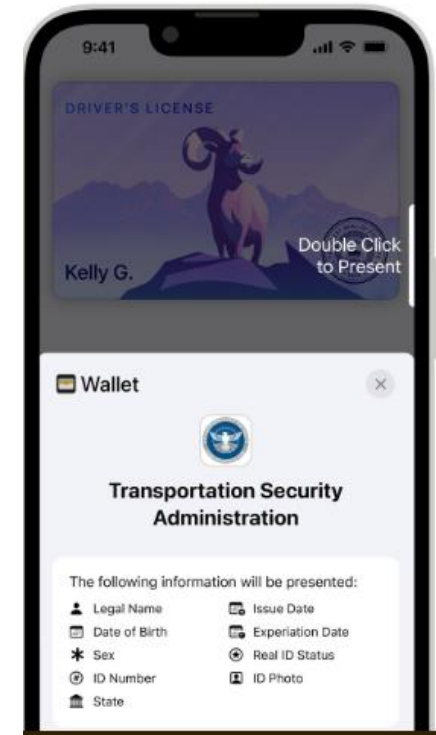 9:41
DRIVER'S LICENSE
Double Click
to Present
Kelly G.
Wallet
Transportation Security
Administration
The following information will be presented:
Legal Name
Issue Date
Date of Birth
Experiation Date
Sex
Real ID Status
ID Number
ID Photo
State